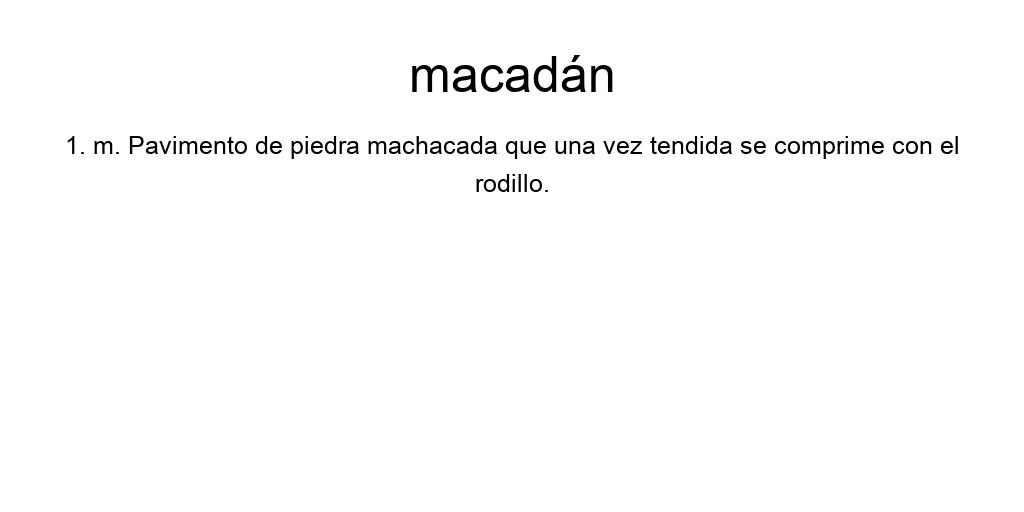 macadán
1. m. Pavimento de piedra machacada que una vez tendida se comprime con el
rodillo.